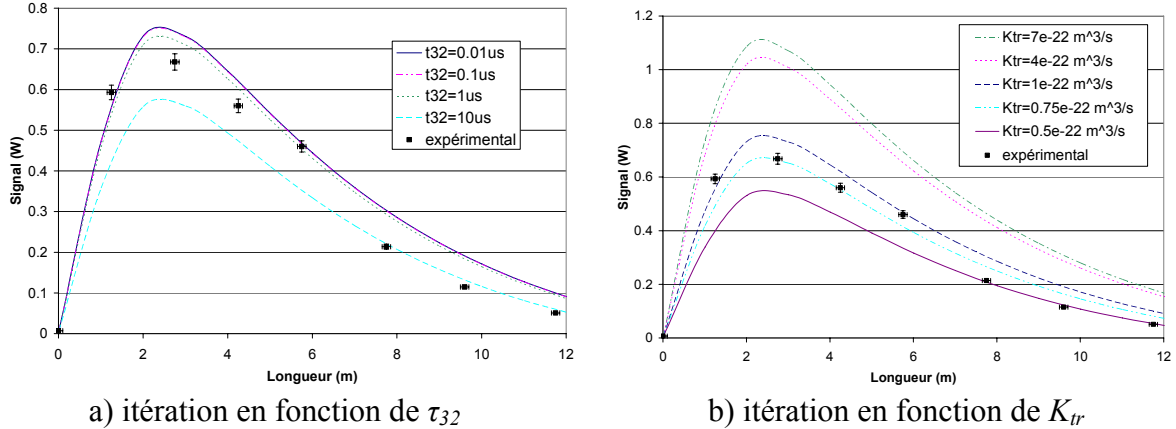 0.8
0.7
0.6
0.5
0.4
0.3
0.2
0.1
0
Signal (W)
0
2
4
6
8
10
12
Longueur (m)
t32=0.01us
t32=0.1us
t32=1us
t32=10us
expérimental
a) itération en fonction de τ32
1.2
1
0.8
0.6
0.4
0.2
0
Signal (W)
0
2
4
6
8
10
12
Longueur (m)
Ktr=7e-22 m^3/s
Ktr=4e-22 m^3/s
Ktr=1e-22 m^3/s
Ktr=0.75e-22 m^3/s
Ktr=0.5e-22 m^3/s
expérimental
b) itération en fonction de Ktr